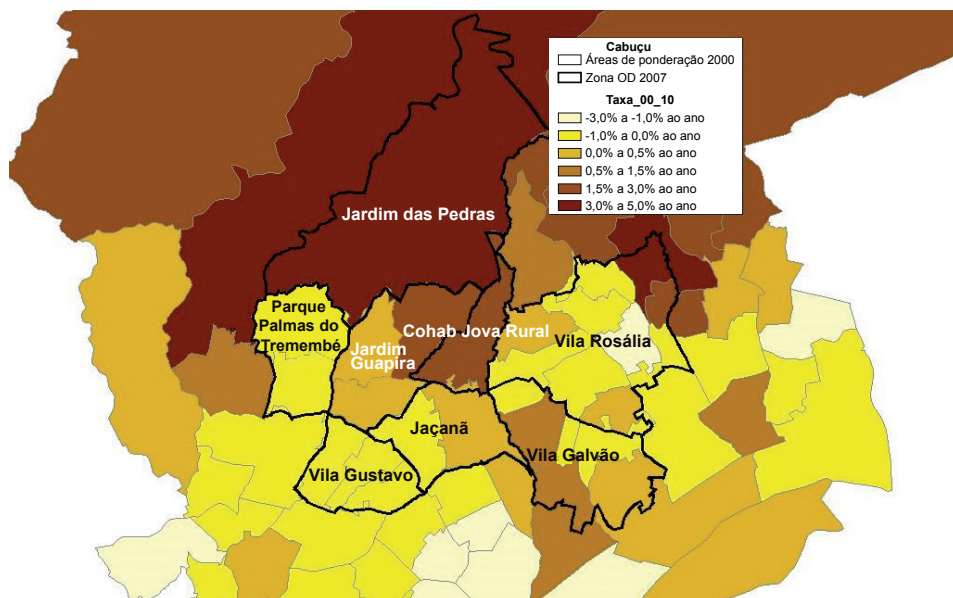 Cabuçu
Áreas de ponderação 2000
Zona OD 2007
Taxa_00_10
-3,0% a -1,0% ao ano
-1,0% a 0,0% ao ano
0,0% a 0,5% ao ano
0,5% a 1,5% ao ano
1,5% a 3,0% ao ano
3,0% a 5,0% ao ano
Jardim das Pedras
Parque
Palmas do
Tremembé
Cohab Jova Rural
Jardim
Guapira
Vila Rosália
Jaçanã
Vila Galvão
Vila Gustavo